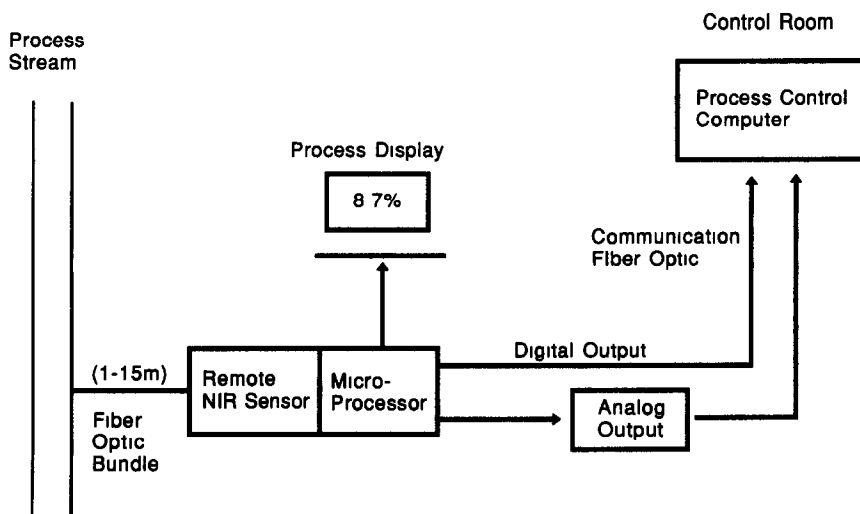 Control Room
Process
Stream
Process Control
Computer
Process Display
8 7%
Communication
Fiber Optic
Digital Output
(1-15m)
Remote
NIR Sensor
Micro-
Processor
Analog
Output
Fiber
Optic
Bundle